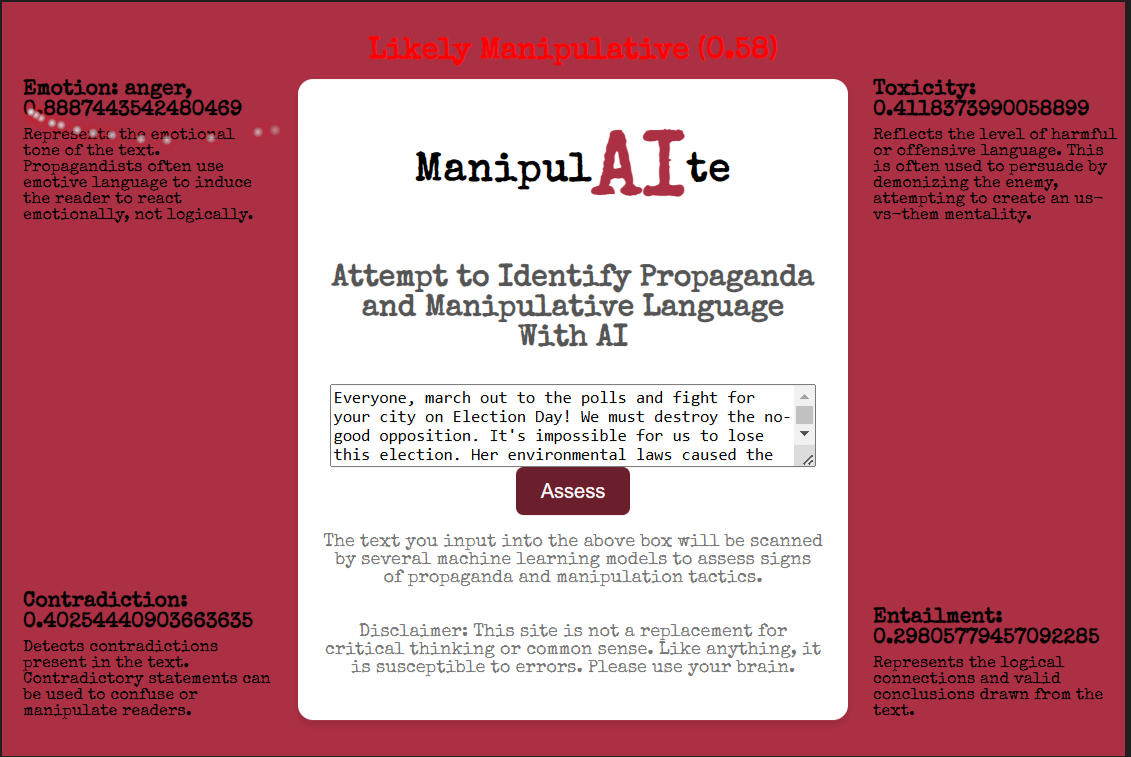 Likely Manipulative (0.58)
Emotion: anger,
0.8887443542480469
Represents the emotional
tone of the text.
Propagandists often use
emotive language to induce
the reader to react
emotionally, not logically.
Toxicity:
0.4118373990058899
Reflects the level of harmful
or offensive language. This
is often used to persuade by
demonizing the enemy,
attempting to create an us-
vs-them mentality.
ManipulAIte
Attempt to Identify Propaganda
and Manipulative Language
With AI
Everyone, march out to the polls and fight for
your city on Election Day! We must destroy the no-
good opposition. It's impossible for us to lose
this election. Her environmental laws caused the
Assess
The text you input into the above box will be scanned
by several machine learning models to assess signs
of propaganda and manipulation tactics.
Disclaimer: This site is not a replacement for
critical thinking or common sense. Like anything, it
is susceptible to errors. Please use your brain.
Contradiction:
0.40254440903663635
Detects contradictions
present in the text.
Contradictory statements can
be used to confuse or
manipulate readers.
Entailment:
0.29805779457092285
Represents the logical
connections and valid
conclusions drawn from the
text.